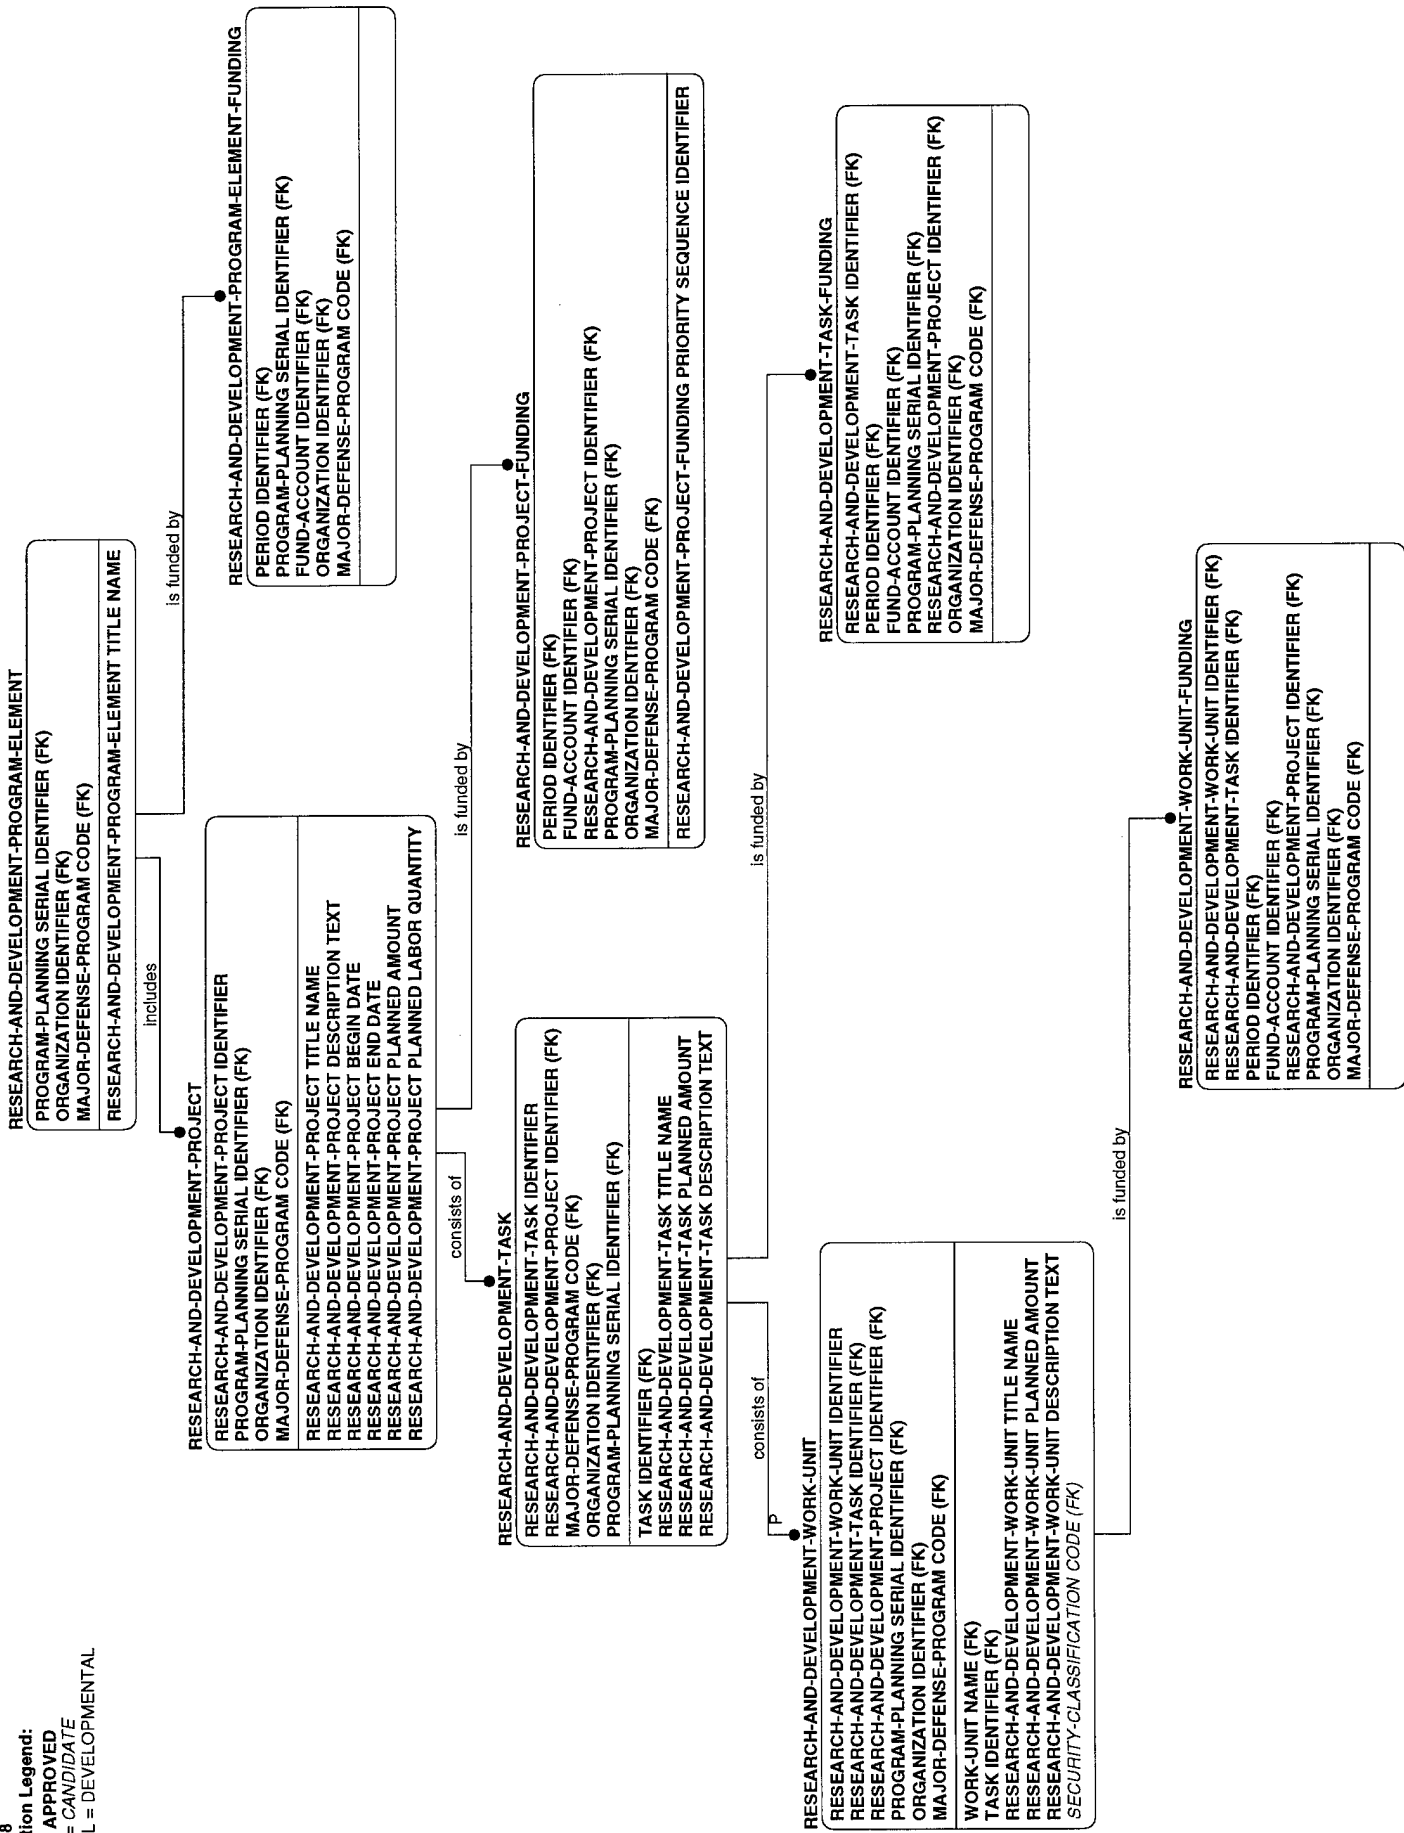 8
tion Legend:
APPROVED
= CANDIDATE
L = DEVELOPMENTAL
RESEARCH-AND-DEVELOPMENT-PROGRAM-ELEMENT
PROGRAM-PLANNING SERIAL IDENTIFIER (FK)
ORGANIZATION IDENTIFIER (FK)
MAJOR-DEFENSE-PROGRAM CODE (FK)
RESEARCH-AND-DEVELOPMENT-PROGRAM-ELEMENT TITLE NAME
includes
is funded by
RESEARCH-AND-DEVELOPMENT-PROGRAM-ELEMENT-FUNDING
PERIOD IDENTIFIER (FK)
PROGRAM-PLANNING SERIAL IDENTIFIER (FK)
FUND-ACCOUNT IDENTIFIER (FK)
ORGANIZATION IDENTIFIER (FK)
MAJOR-DEFENSE-PROGRAM CODE (FK)
RESEARCH-AND-DEVELOPMENT-PROJECT
RESEARCH-AND-DEVELOPMENT-PROJECT IDENTIFIER
PROGRAM-PLANNING SERIAL IDENTIFIER (FK)
ORGANIZATION IDENTIFIER (FK)
MAJOR-DEFENSE-PROGRAM CODE (FK)
RESEARCH-AND-DEVELOPMENT-PROJECT TITLE NAME
RESEARCH-AND-DEVELOPMENT-PROJECT DESCRIPTION TEXT
RESEARCH-AND-DEVELOPMENT-PROJECT BEGIN DATE
RESEARCH-AND-DEVELOPMENT-PROJECT END DATE
RESEARCH-AND-DEVELOPMENT-PROJECT PLANNED AMOUNT
RESEARCH-AND-DEVELOPMENT-PROJECT PLANNED LABOR QUANTITY
consists of
is funded by
RESEARCH-AND-DEVELOPMENT-PROJECT-FUNDING
PERIOD IDENTIFIER (FK)
FUND-ACCOUNT IDENTIFIER (FK)
RESEARCH-AND-DEVELOPMENT-PROJECT IDENTIFIER (FK)
PROGRAM-PLANNING SERIAL IDENTIFIER (FK)
ORGANIZATION IDENTIFIER (FK)
MAJOR-DEFENSE-PROGRAM CODE (FK)
RESEARCH-AND-DEVELOPMENT-PROJECT-FUNDING PRIORITY SEQUENCE IDENTIFIER
RESEARCH-AND-DEVELOPMENT-TASK
RESEARCH-AND-DEVELOPMENT-TASK IDENTIFIER
RESEARCH-AND-DEVELOPMENT-PROJECT IDENTIFIER (FK)
MAJOR-DEFENSE-PROGRAM CODE (FK)
ORGANIZATION IDENTIFIER (FK)
PROGRAM-PLANNING SERIAL IDENTIFIER (FK)
TASK IDENTIFIER (FK)
RESEARCH-AND-DEVELOPMENT-TASK TITLE NAME
RESEARCH-AND-DEVELOPMENT-TASK PLANNED AMOUNT
RESEARCH-AND-DEVELOPMENT-TASK DESCRIPTION TEXT
consists of
P
is funded by
RESEARCH-AND-DEVELOPMENT-TASK-FUNDING
RESEARCH-AND-DEVELOPMENT-TASK IDENTIFIER (FK)
PERIOD IDENTIFIER (FK)
FUND-ACCOUNT IDENTIFIER (FK)
PROGRAM-PLANNING SERIAL IDENTIFIER (FK)
RESEARCH-AND-DEVELOPMENT-PROJECT IDENTIFIER (FK)
ORGANIZATION IDENTIFIER (FK)
MAJOR-DEFENSE-PROGRAM CODE (FK)
RESEARCH-AND-DEVELOPMENT-WORK-UNIT
RESEARCH-AND-DEVELOPMENT-WORK-UNIT IDENTIFIER
RESEARCH-AND-DEVELOPMENT-TASK IDENTIFIER (FK)
RESEARCH-AND-DEVELOPMENT-PROJECT IDENTIFIER (FK)
PROGRAM-PLANNING SERIAL IDENTIFIER (FK)
ORGANIZATION IDENTIFIER (FK)
MAJOR-DEFENSE-PROGRAM CODE (FK)
WORK-UNIT NAME (FK)
TASK IDENTIFIER (FK)
RESEARCH-AND-DEVELOPMENT-WORK-UNIT TITLE NAME
RESEARCH-AND-DEVELOPMENT-WORK-UNIT PLANNED AMOUNT
RESEARCH-AND-DEVELOPMENT-WORK-UNIT DESCRIPTION TEXT
SECURITY-CLASSIFICATION CODE (FK)
is funded by
RESEARCH-AND-DEVELOPMENT-WORK-UNIT-FUNDING
RESEARCH-AND-DEVELOPMENT-WORK-UNIT IDENTIFIER (FK)
RESEARCH-AND-DEVELOPMENT-TASK IDENTIFIER (FK)
PERIOD IDENTIFIER (FK)
FUND-ACCOUNT IDENTIFIER (FK)
RESEARCH-AND-DEVELOPMENT-PROJECT IDENTIFIER (FK)
PROGRAM-PLANNING SERIAL IDENTIFIER (FK)
ORGANIZATION IDENTIFIER (FK)
MAJOR-DEFENSE-PROGRAM CODE (FK)